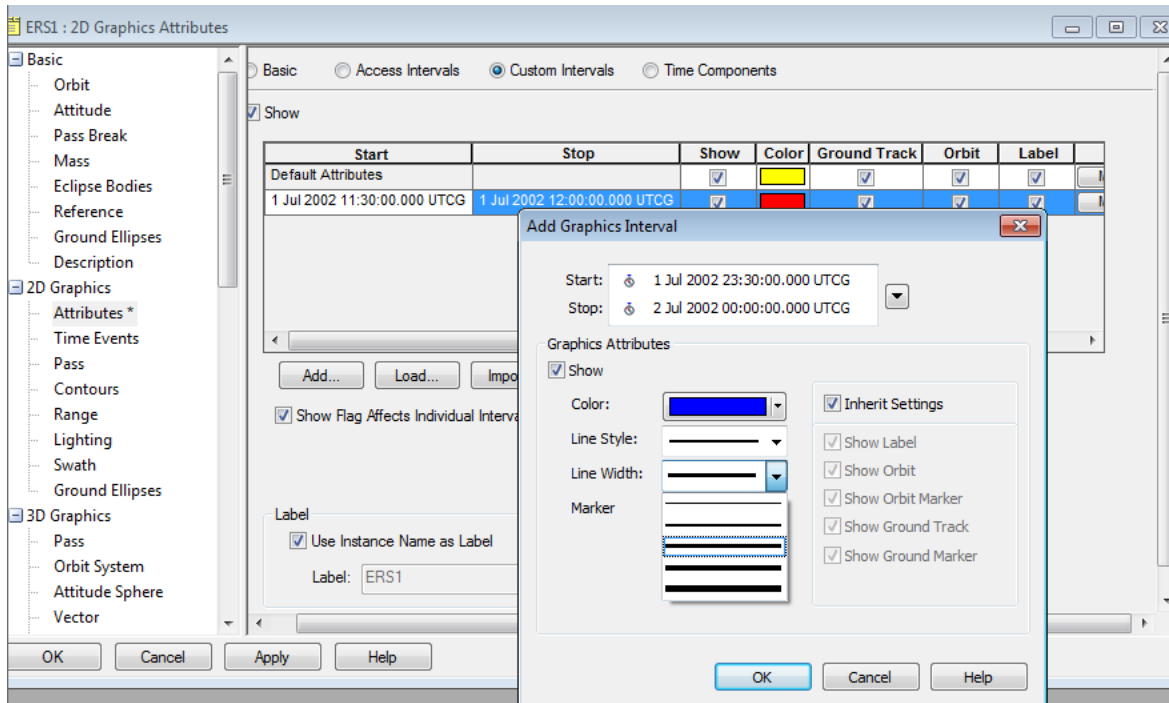 ERS1 : 2D Graphics Attributes
Basic
Orbit
Attitude
Pass Break
Mass
Eclipse Bodies
Reference
Ground Ellipses
Description
2D Graphics
Attributes *
Time Events
Pass
Contours
Range
Lighting
Swath
Ground Ellipses
3D Graphics
Pass
Orbit System
Attitude Sphere
Vector
Basic Access Intervals Custom Intervals Time Components
Show
Start Stop Show Color Ground Track Orbit Label
Default Attributes
1 Jul 2002 11:30:00.000 UTCG 1 Jul 2002 12:00:00.000 UTCG
Add... Load... Impo
Show Flag Affects Individual Interva
Label
Use Instance Name as Label
Label: ERS1
OK Cancel Apply Help
Add Graphics Interval
Start: 1 Jul 2002 23:30:00.000 UTCG
Stop: 2 Jul 2002 00:00:00.000 UTCG
Graphics Attributes
Show
Color:
Line Style:
Line Width:
Marker
Inherit Settings
Show Label
Show Orbit
Show Orbit Marker
Show Ground Track
Show Ground Marker
OK Cancel Help